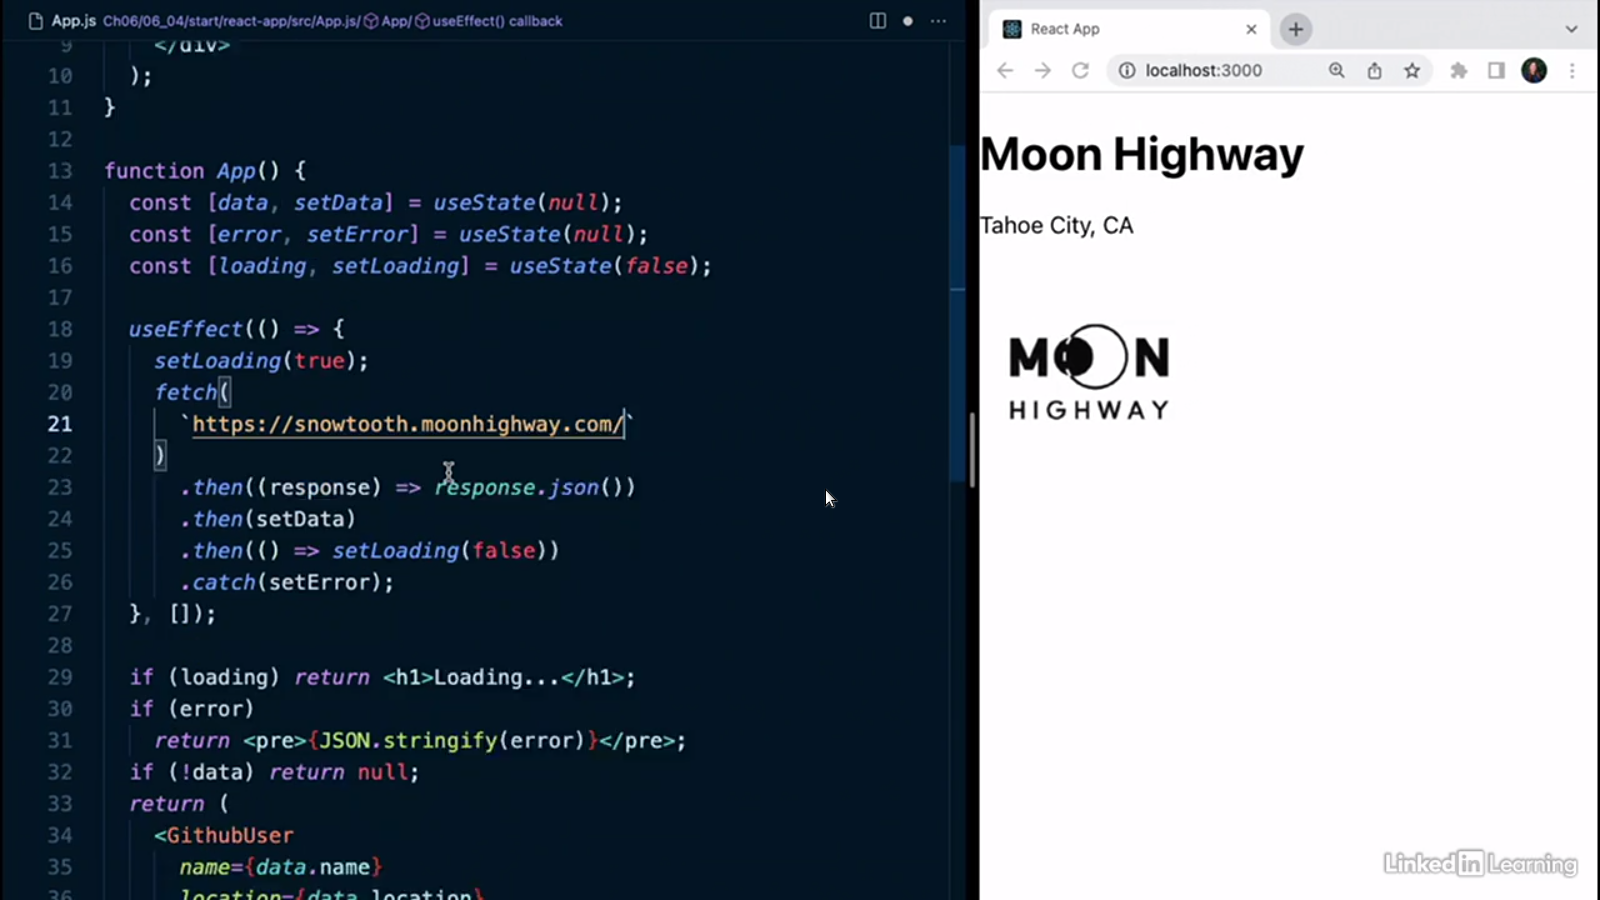 App.js Ch06/06_04/start/react-app/src/App.js/ App/ useEffect() callback
9 </div>
10 );
11 }
12
13 function App() {
14 const [data, setData] = useState(null);
15 const [error, setError] = useState(null);
16 const [loading, setLoading] = useState(false);
17
18 useEffect(() => {
19 setLoading(true);
20 fetch(
21 `https://snowtooth.moonhighway.com/`
22 )
23 .then((response) => response.json())
24 .then(setData)
25 .then(() => setLoading(false))
26 .catch(setError);
27 }, []);
28
29 if (loading) return <h1>Loading...</h1>;
30 if (error)
31 return <pre>{JSON.stringify(error)}</pre>;
32 if (!data) return null;
33 return (
34 <GithubUser
35 name={data.name}
36 location={data.location}
React App
localhost:3000
Moon Highway
Tahoe City, CA
MOON
HIGHWAY
LinkedIn Learning